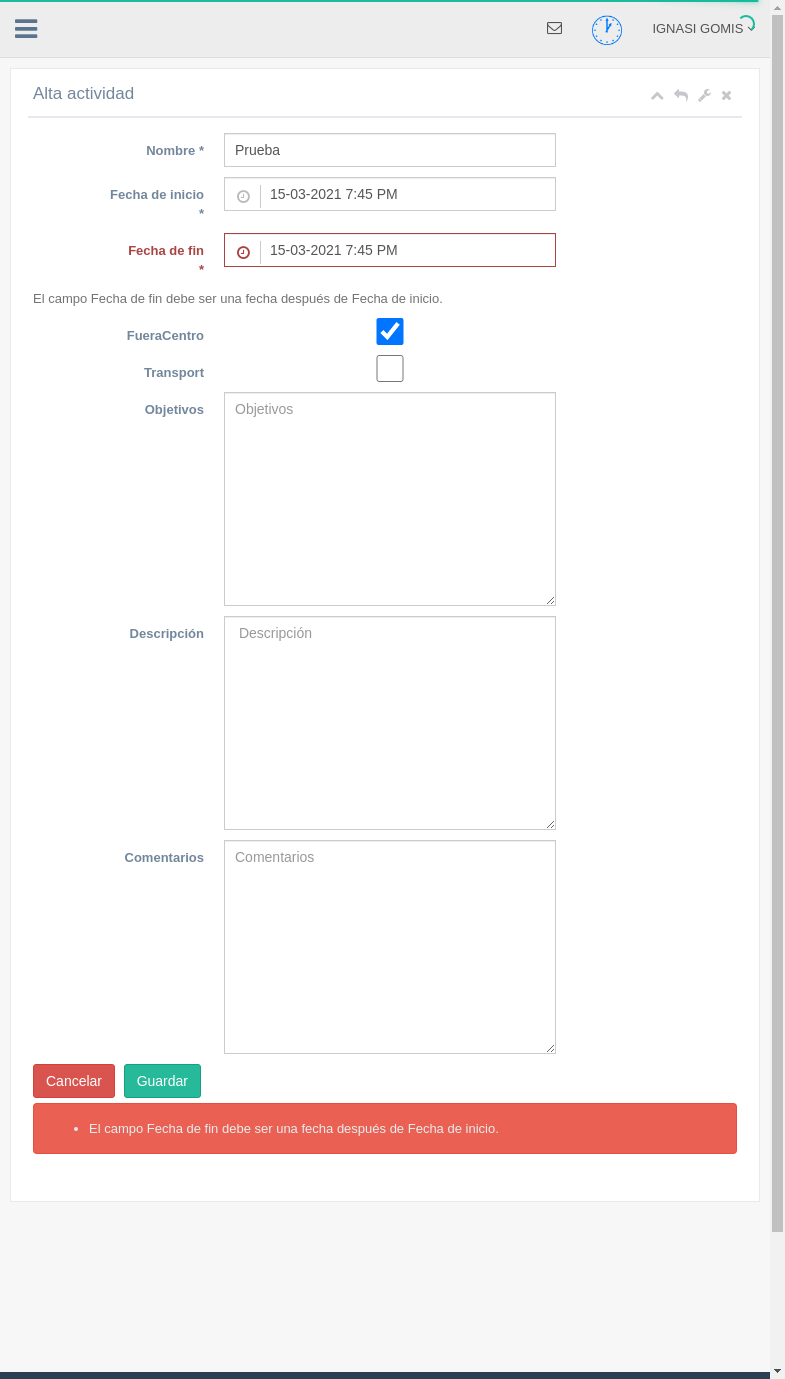 IGNASI GOMIS
Alta actividad
Nombre * Prueba
Fecha de inicio * 15-03-2021 7:45 PM
Fecha de fin * 15-03-2021 7:45 PM
El campo Fecha de fin debe ser una fecha después de Fecha de inicio.
FueraCentro
Transport
Objetivos Objetivos
Descripción Descripción
Comentarios Comentarios
Cancelar Guardar
El campo Fecha de fin debe ser una fecha después de Fecha de inicio.